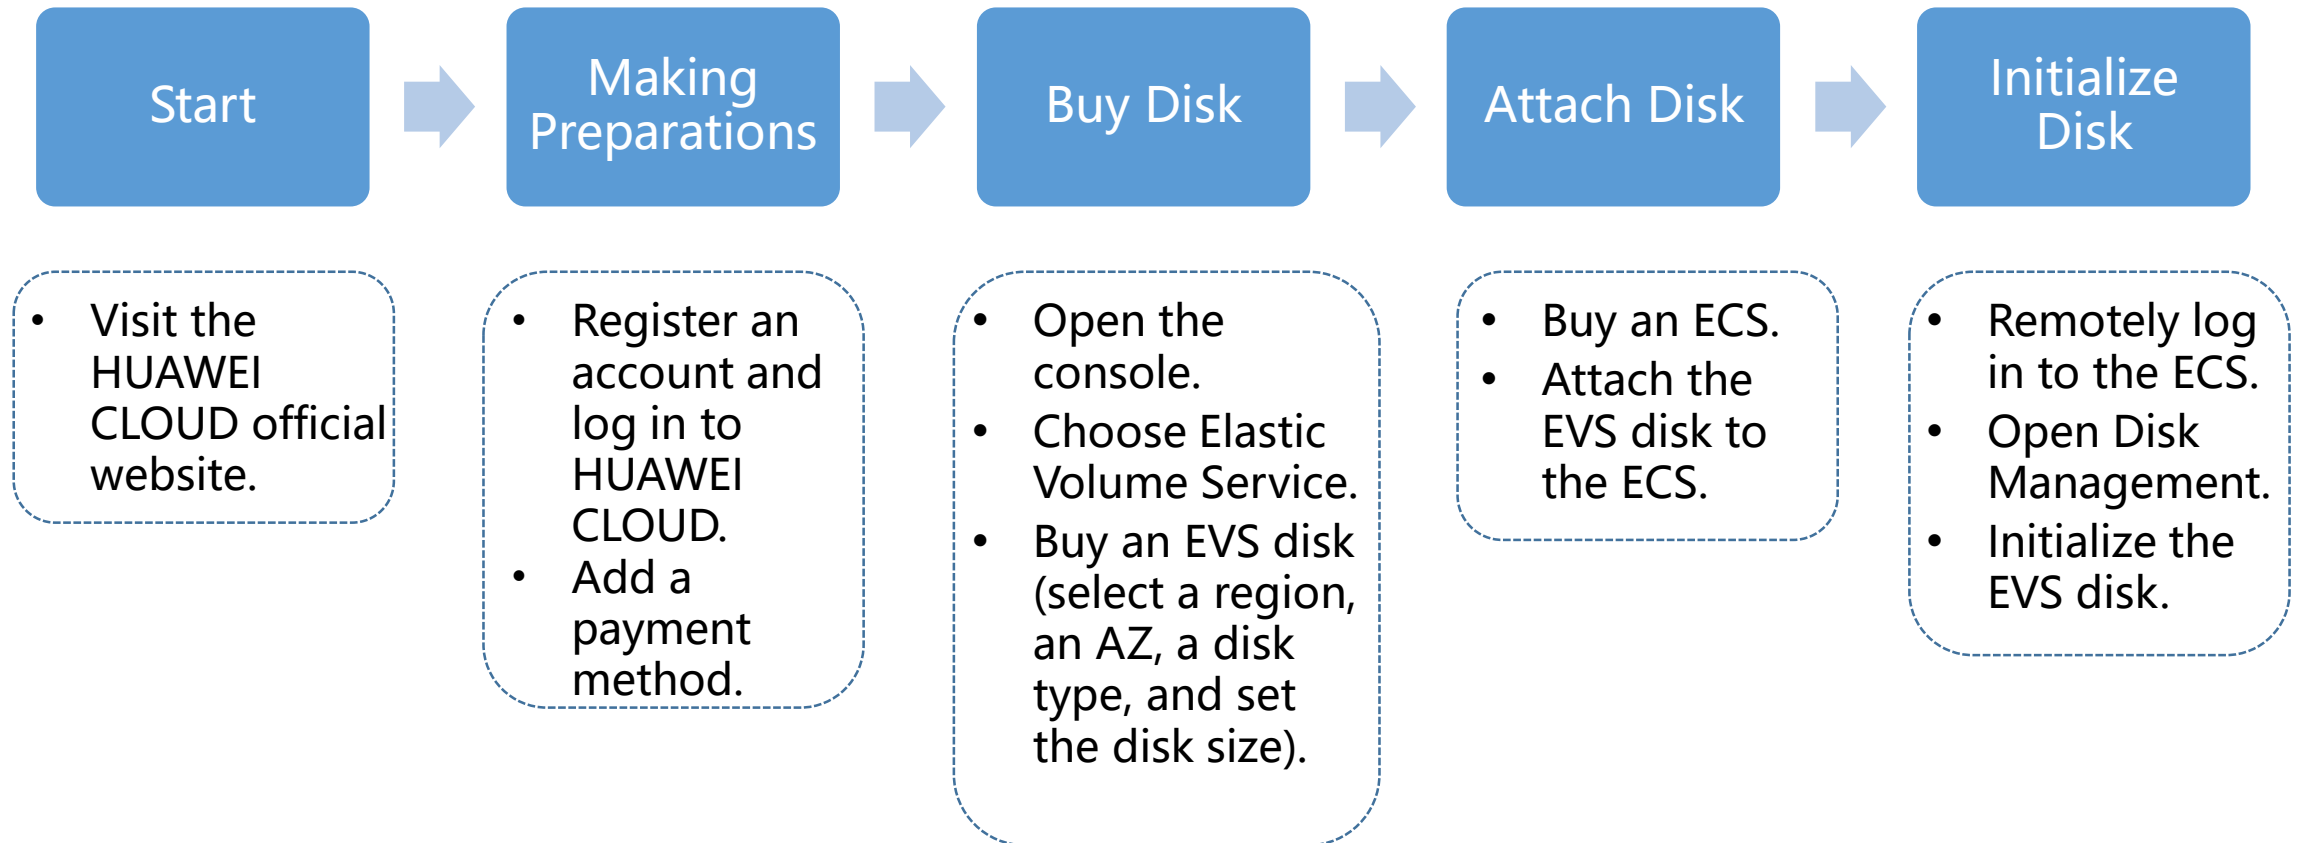 Start
Making
Preparations
Buy Disk
Attach Disk
Initialize
Disk
• Visit the
HUAWEI
CLOUD official
website.
• Register an
account and
log in to
HUAWEI
CLOUD.
• Add a
payment
method.
• Open the
console.
• Choose Elastic
Volume Service.
• Buy an EVS disk
(select a region,
an AZ, a disk
type, and set
the disk size).
• Buy an ECS.
• Attach the
EVS disk to
the ECS.
• Remotely log
in to the ECS.
• Open Disk
Management.
• Initialize the
EVS disk.